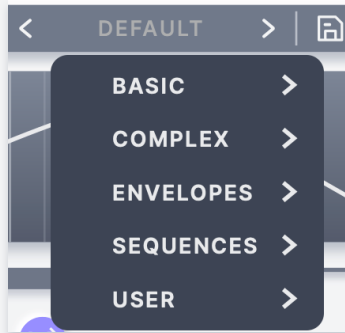 DEFAULT
BASIC
COMPLEX
ENVELOPES
SEQUENCES
USER